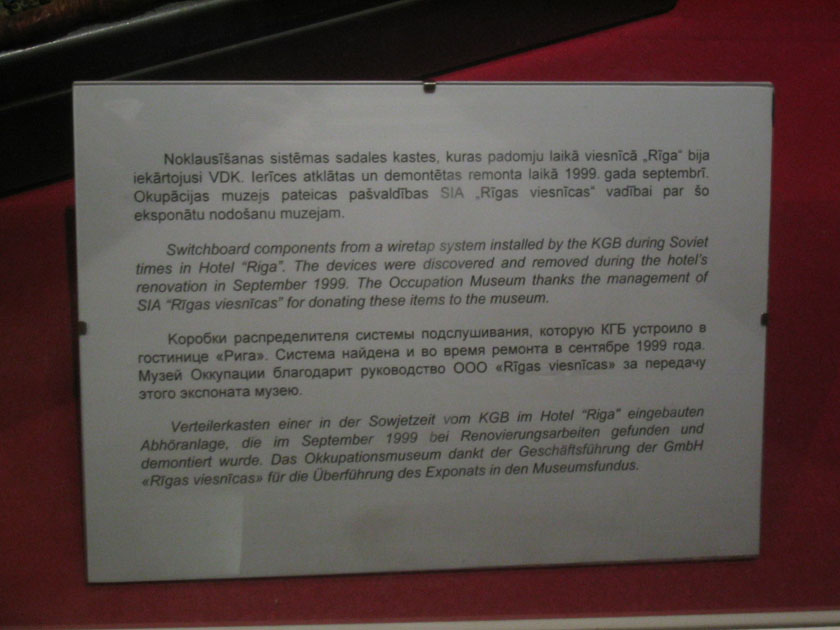 Noklausīšanas sistēmas sadales kastes, kuras padomju laikā viesnīcā „Rīga“ bija
iekārtojusi VDK. Ierīces atklātas un demontētas remonta laikā 1999. gada septembrī.
Okupācijas muzejs pateicas pašvaldības SIA „Rīgas viesnīcas“ vadībai par šo
eksponātu nodošanu muzejam.
Switchboard components from a wiretap system installed by the KGB during Soviet
times in Hotel “Riga”. The devices were discovered and removed during the hotel’s
renovation in September 1999. The Occupation Museum thanks the management of
SIA “Rīgas viesnīcas” for donating these items to the museum.
Коробки распределителя системы подслушивания, которую КГБ устроило в
гостинице «Рига». Система найдена и во время ремонта в сентябре 1999 года.
Музей Оккупации благодарит руководство ООО «Rīgas viesnīcas» за передачу
этого экспоната музею.
Verteilerkasten einer in der Sowjetzeit vom KGB im Hotel “Riga” eingebauten
Abhöranlage, die im September 1999 bei Renovierungsarbeiten gefunden und
demontiert wurde. Das Okkupationsmuseum dankt der Geschäftsführung der GmbH
«Rīgas viesnīcas» für die Überführung des Exponats in den Museumsfundus.